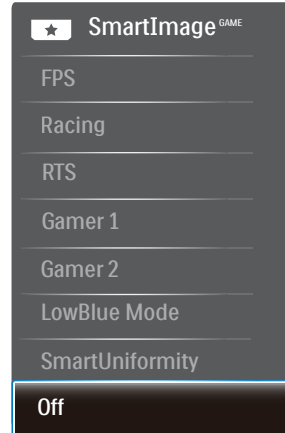 SmartImage GAME
FPS
Racing
RTS
Gamer 1
Gamer 2
LowBlue Mode
SmartUniformity
Off